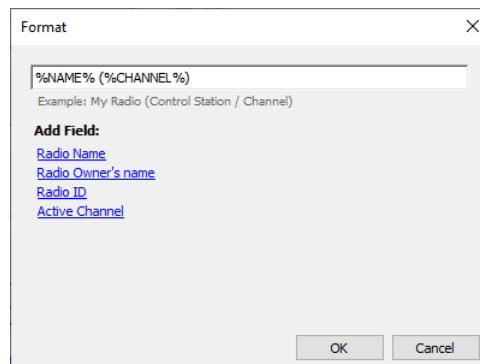 Format
%NAME% (%CHANNEL%)
Example: My Radio (Control Station / Channel)
Add Field:
Radio Name
Radio Owner's name
Radio ID
Active Channel
OK Cancel